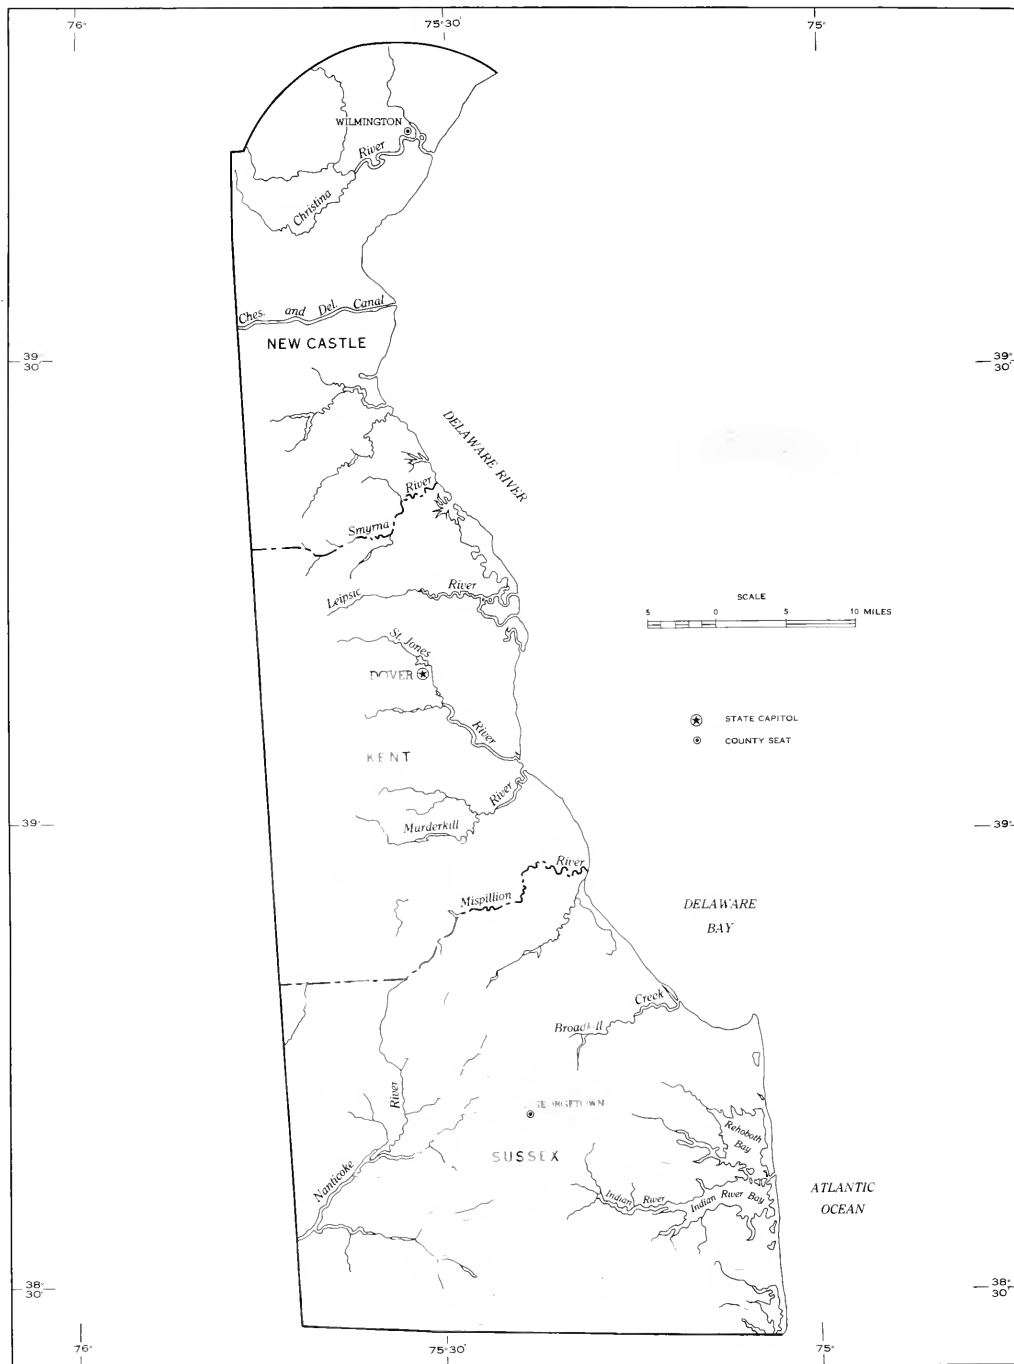 76°
75°30'
75°
WILMINGTON
Christina River
Ches. and Del. Canal
NEW CASTLE
39°
30'
39°
30'
DELAWARE RIVER
Smyrna River
Leipsic River
SCALE
5 0 5 10 MILES
St. Jones River
DOVER
STATE CAPITOL
COUNTY SEAT
KENT
Murderkill River
39°
39°
Mispillion River
DELAWARE
BAY
Broadkill Creek
Nanticoke River
GEORGETOWN
SUSSEX
Rehoboth
Bay
Indian River
Indian River Bay
ATLANTIC
OCEAN
38°
30'
38°
30'
76°
75°30'
75°